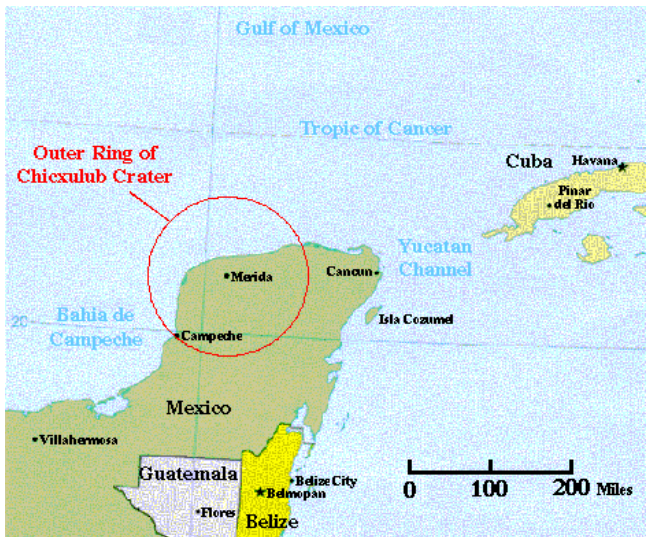 Gulf of Mexico
Tropic of Cancer
Outer Ring of
Chicxulub Crater
Cuba
Havana
Pinar
del Rio
Yucatan
Channel
Merida
Cancun
Isla Cozumel
20
Bahia de
Campeche
Campeche
Mexico
Villahermosa
Guatemala
Belize City
Belmopan
Flores
Belize
0 100 200 Miles